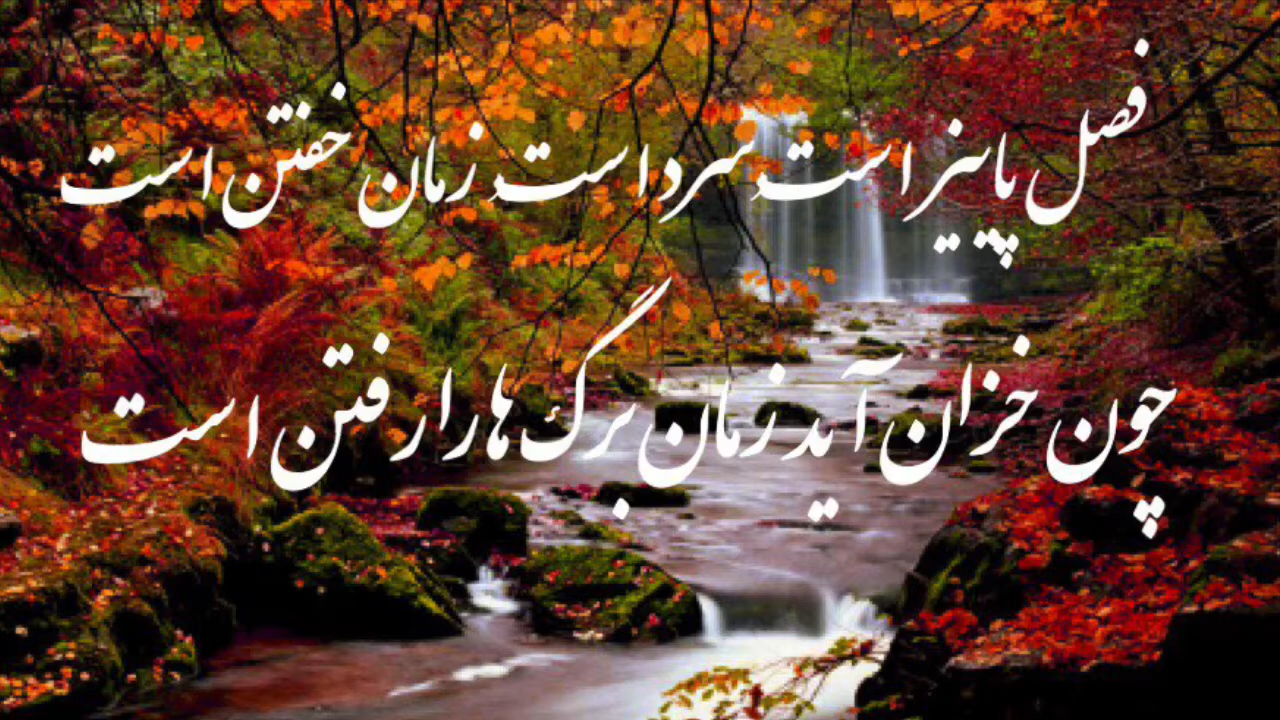 فصل پاییز است سرد است زمان خفتن است
چون خزان آید زمان برگ ها را رفتن است